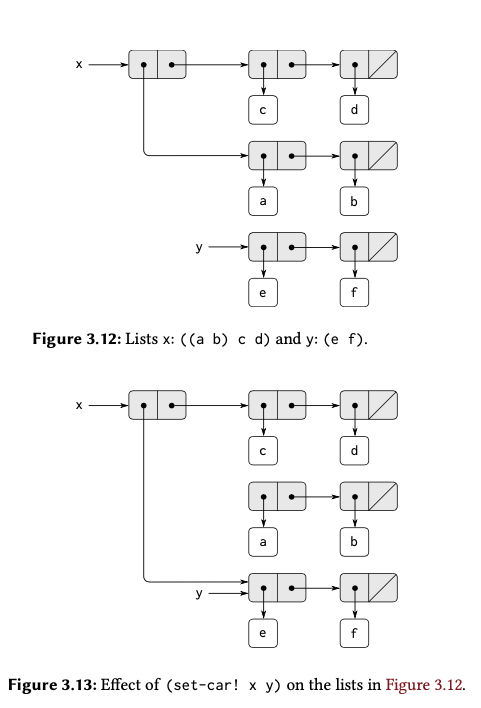 x
c d
a b
y
e f
Figure 3.12: Lists x: ((a b) c d) and y: (e f).
x
c d
a b
y
e f
Figure 3.13: Effect of (set-car! x y) on the lists in Figure 3.12.